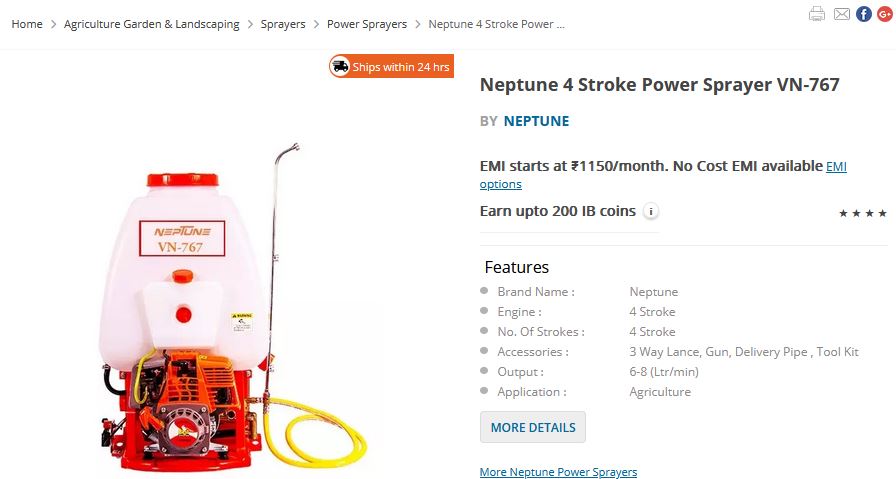 Home > Agriculture Garden & Landscaping > Sprayers > Power Sprayers > Neptune 4 Stroke Power ...
Ships within 24 hrs
NEPTUNE
VN-767
WARNING
Neptune 4 Stroke Power Sprayer VN-767
BY NEPTUNE
EMI starts at ₹1150/month. No Cost EMI available EMI
options
Earn upto 200 IB coins i
★ ★ ★ ★
Features
Brand Name : Neptune
Engine : 4 Stroke
No. Of Strokes : 4 Stroke
Accessories : 3 Way Lance, Gun, Delivery Pipe , Tool Kit
Output : 6-8 (Ltr/min)
Application : Agriculture
MORE DETAILS
More Neptune Power Sprayers